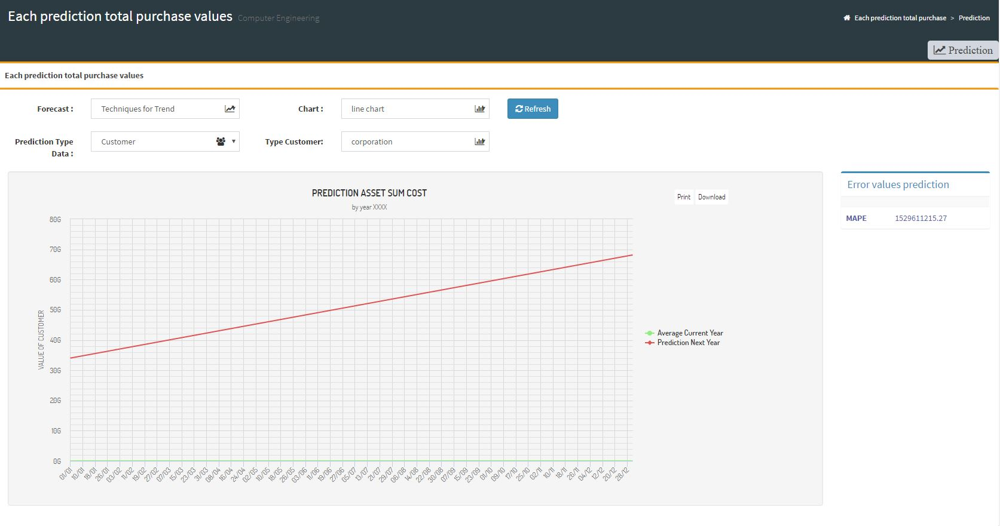 Each prediction total purchase values Computer Engineering
Each prediction total purchase > Prediction
Prediction
Each prediction total purchase values
Forecast :
Techniques for Trend
Chart :
line chart
Refresh
Prediction Type
Data :
Customer
Type Customer:
corporation
PREDICTION ASSET SUM COST
by year XXXX
Print
Download
Error values prediction
MAPE 1529611215.27
80G
70G
60G
50G
40G
30G
20G
10G
0G
VALUE OF CUSTOMER
Average Current Year
Prediction Next Year
01/01 10/01 18/01 26/01 03/02 11/02 19/02 27/02 07/03 15/03 23/03 31/03 08/04 16/04 24/04 02/05 10/05 18/05 26/05 03/06 11/06 19/06 27/06 05/07 13/07 21/07 29/07 06/08 14/08 22/08 30/08 07/09 15/09 23/09 01/10 09/10 17/10 25/10 02/11 10/11 18/11 26/11 04/12 12/12 20/12 28/12